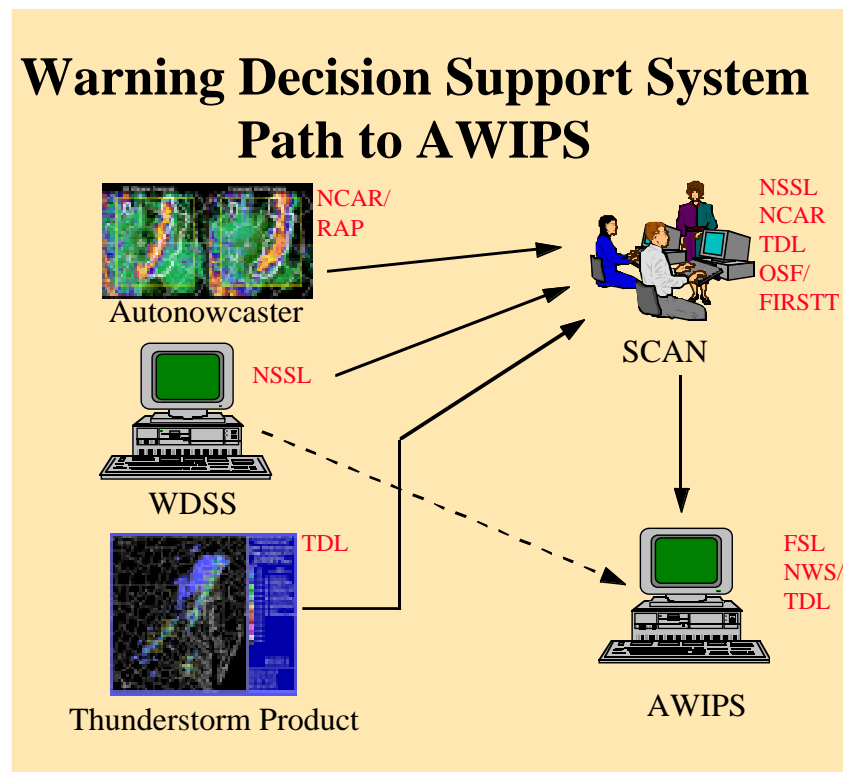 Warning Decision Support System
Path to AWIPS
NCAR/
RAP
Autonowcaster
NSSL
NCAR
TDL
OSF/
FIRSTT
SCAN
NSSL
WDSS
TDL
Thunderstorm Product
FSL
NWS/
TDL
AWIPS